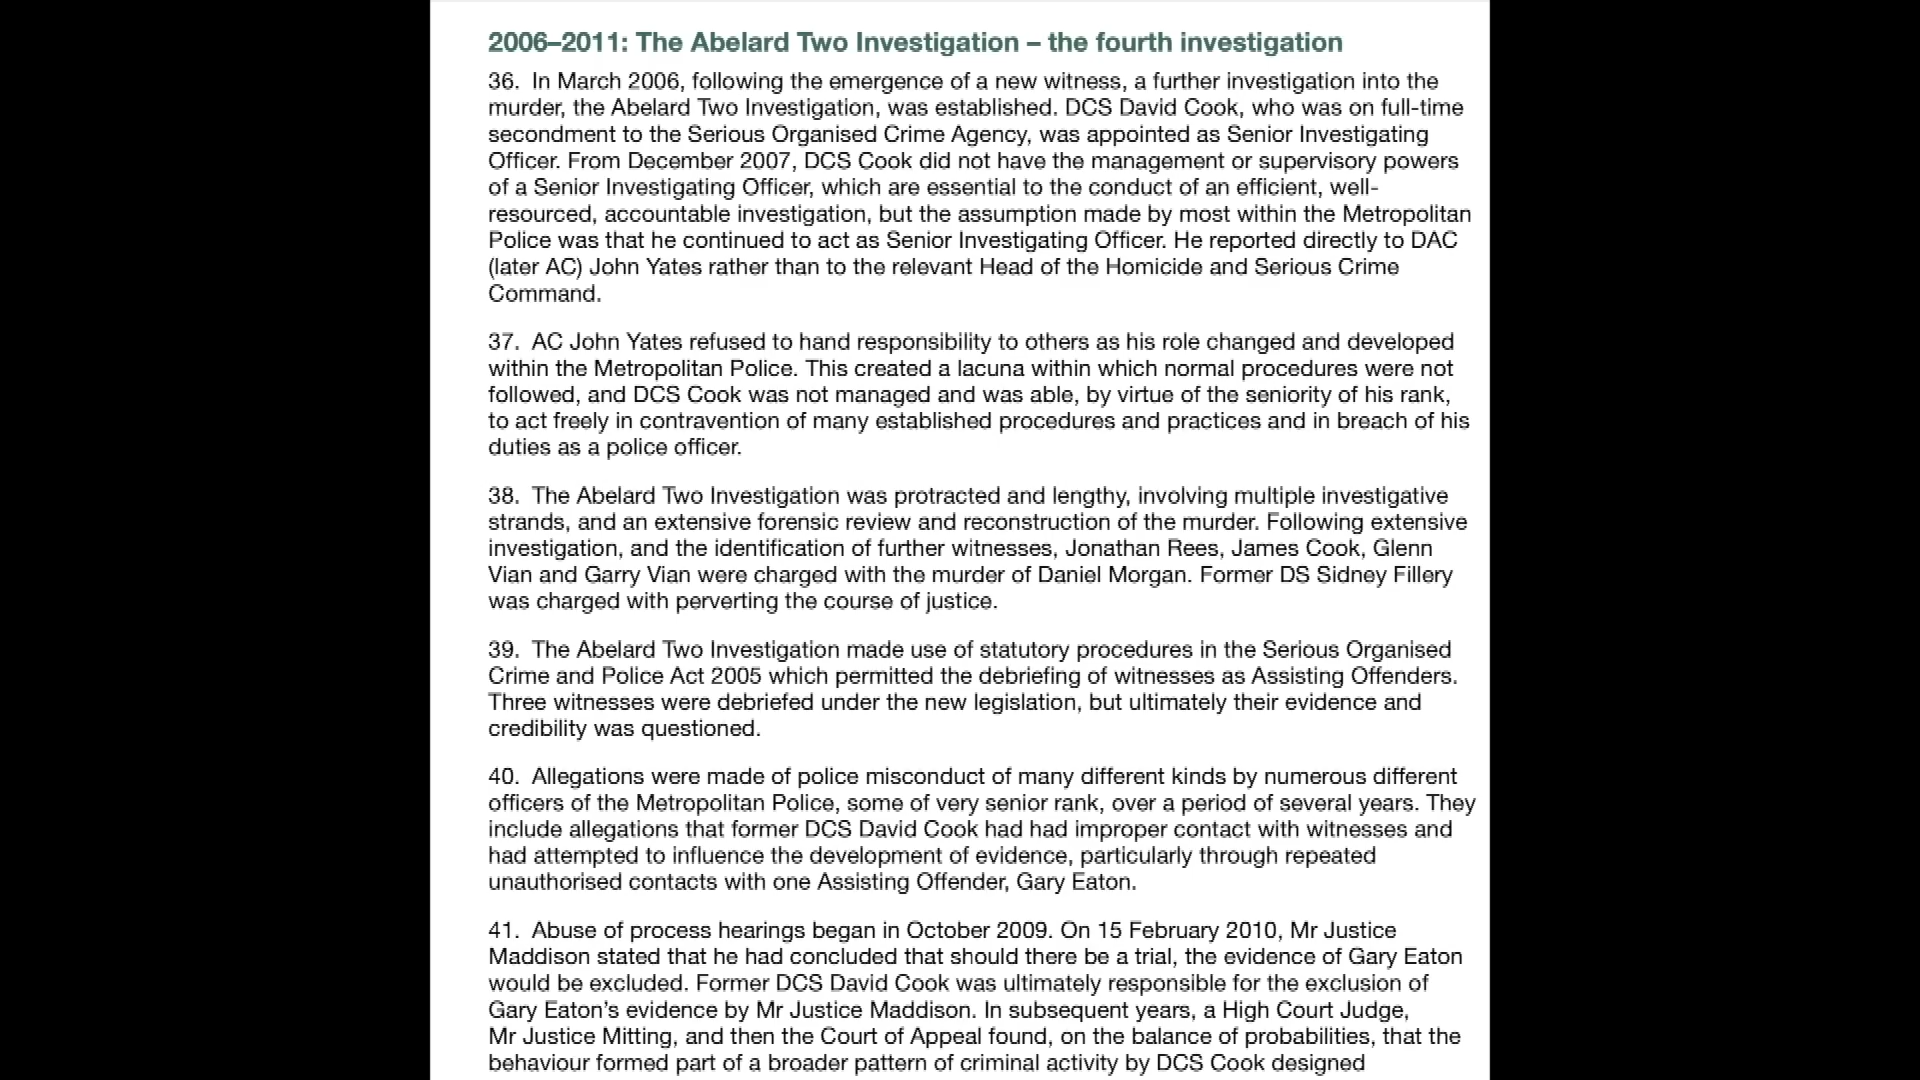 2006–2011: The Abelard Two Investigation – the fourth investigation
36. In March 2006, following the emergence of a new witness, a further investigation into the
murder, the Abelard Two Investigation, was established. DCS David Cook, who was on full-time
secondment to the Serious Organised Crime Agency, was appointed as Senior Investigating
Officer. From December 2007, DCS Cook did not have the management or supervisory powers
of a Senior Investigating Officer, which are essential to the conduct of an efficient, well-
resourced, accountable investigation, but the assumption made by most within the Metropolitan
Police was that he continued to act as Senior Investigating Officer. He reported directly to DAC
(later AC) John Yates rather than to the relevant Head of the Homicide and Serious Crime
Command.
37. AC John Yates refused to hand responsibility to others as his role changed and developed
within the Metropolitan Police. This created a lacuna within which normal procedures were not
followed, and DCS Cook was not managed and was able, by virtue of the seniority of his rank,
to act freely in contravention of many established procedures and practices and in breach of his
duties as a police officer.
38. The Abelard Two Investigation was protracted and lengthy, involving multiple investigative
strands, and an extensive forensic review and reconstruction of the murder. Following extensive
investigation, and the identification of further witnesses, Jonathan Rees, James Cook, Glenn
Vian and Garry Vian were charged with the murder of Daniel Morgan. Former DS Sidney Fillery
was charged with perverting the course of justice.
39. The Abelard Two Investigation made use of statutory procedures in the Serious Organised
Crime and Police Act 2005 which permitted the debriefing of witnesses as Assisting Offenders.
Three witnesses were debriefed under the new legislation, but ultimately their evidence and
credibility was questioned.
40. Allegations were made of police misconduct of many different kinds by numerous different
officers of the Metropolitan Police, some of very senior rank, over a period of several years. They
include allegations that former DCS David Cook had had improper contact with witnesses and
had attempted to influence the development of evidence, particularly through repeated
unauthorised contacts with one Assisting Offender, Gary Eaton.
41. Abuse of process hearings began in October 2009. On 15 February 2010, Mr Justice
Maddison stated that he had concluded that should there be a trial, the evidence of Gary Eaton
would be excluded. Former DCS David Cook was ultimately responsible for the exclusion of
Gary Eaton’s evidence by Mr Justice Maddison. In subsequent years, a High Court Judge,
Mr Justice Mitting, and then the Court of Appeal found, on the balance of probabilities, that the
behaviour formed part of a broader pattern of criminal activity by DCS Cook designed